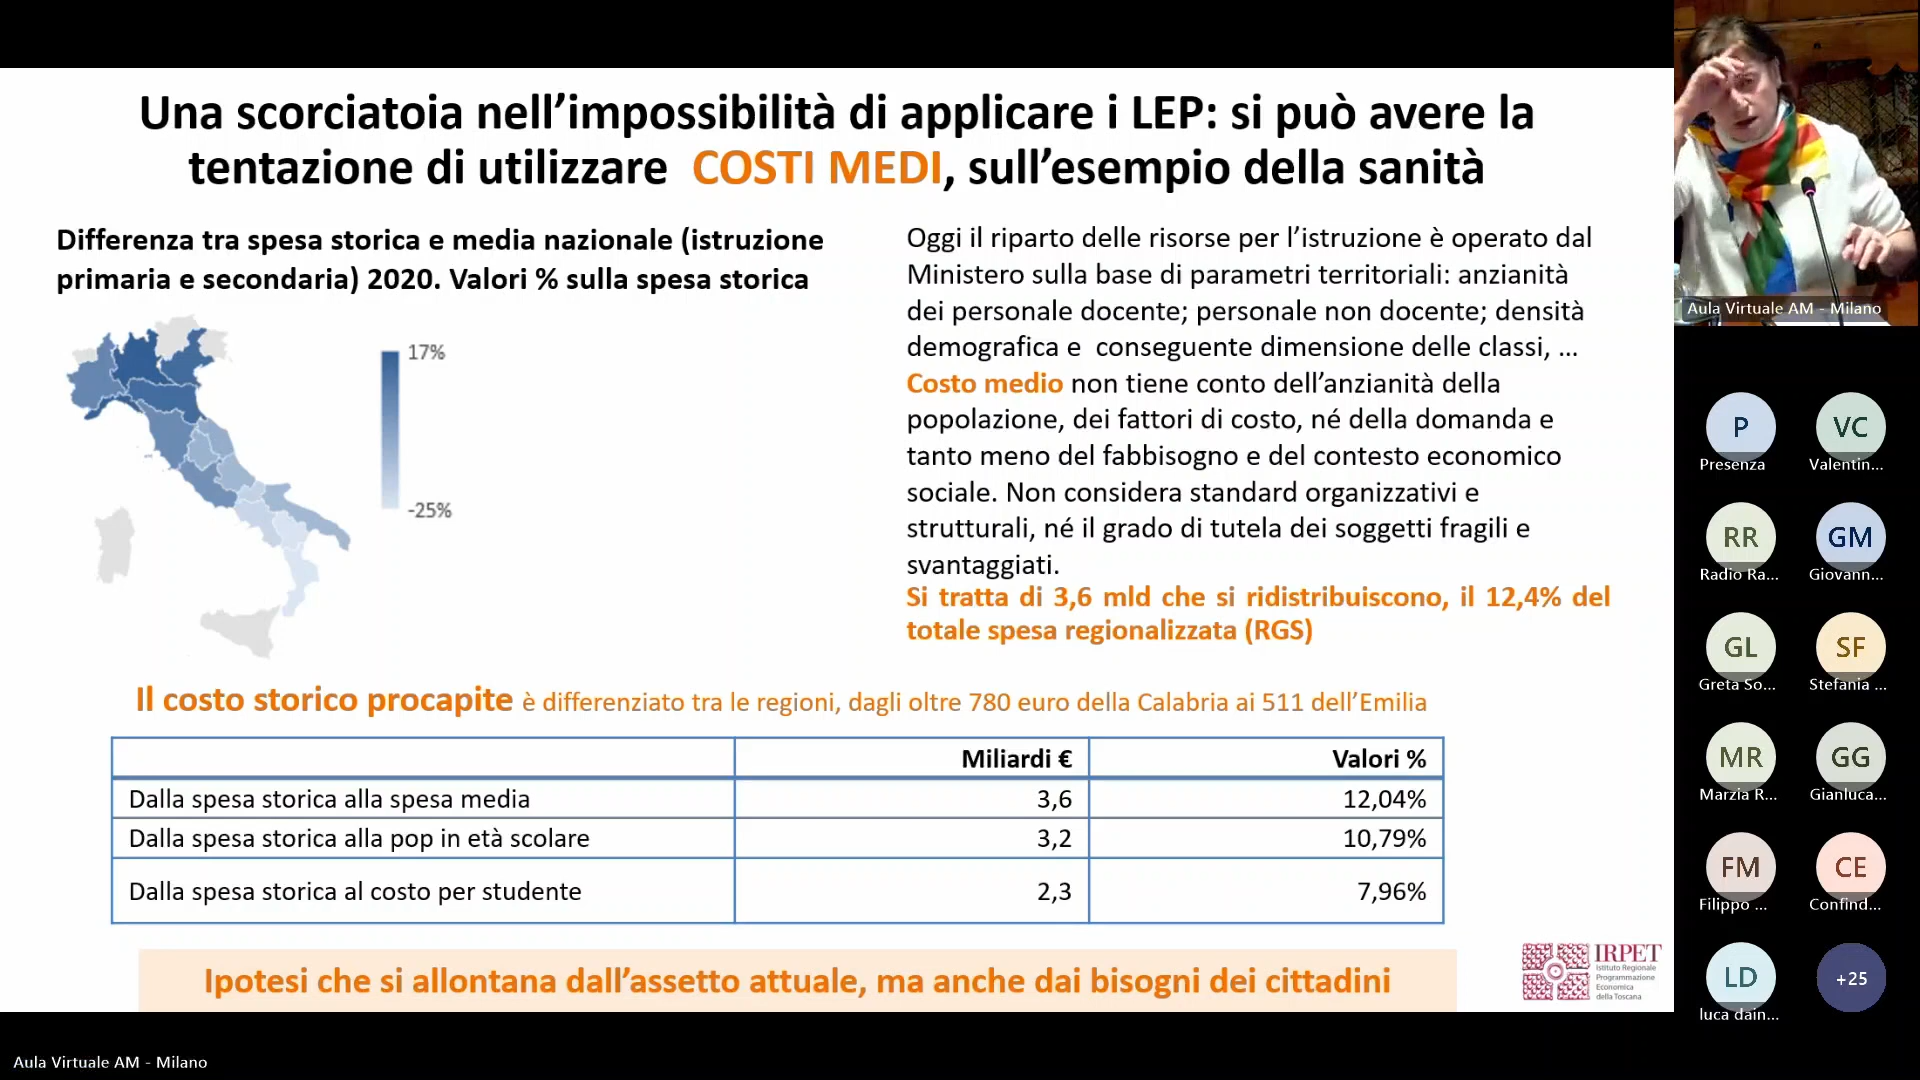 Una scorciatoia nell’impossibilità di applicare i LEP: si può avere la
tentazione di utilizzare COSTI MEDI, sull’esempio della sanità
Differenza tra spesa storica e media nazionale (istruzione
primaria e secondaria) 2020. Valori % sulla spesa storica
17%
-25%
Oggi il riparto delle risorse per l’istruzione è operato dal
Ministero sulla base di parametri territoriali: anzianità
dei personale docente; personale non docente; densità
demografica e conseguente dimensione delle classi, ...
Costo medio non tiene conto dell’anzianità della
popolazione, dei fattori di costo, né della domanda e
tanto meno del fabbisogno e del contesto economico
sociale. Non considera standard organizzativi e
strutturali, né il grado di tutela dei soggetti fragili e
svantaggiati.
Si tratta di 3,6 mld che si ridistribuiscono, il 12,4% del
totale spesa regionalizzata (RGS)
Il costo storico procapite è differenziato tra le regioni, dagli oltre 780 euro della Calabria ai 511 dell’Emilia
Miliardi € Valori %
Dalla spesa storica alla spesa media 3,6 12,04%
Dalla spesa storica alla pop in età scolare 3,2 10,79%
Dalla spesa storica al costo per studente 2,3 7,96%
Ipotesi che si allontana dall’assetto attuale, ma anche dai bisogni dei cittadini
IRPET
Istituto Regionale
Programmazione
Economica
della Toscana
Aula Virtuale AM - Milano
P VC
Presenza Valentin...
RR GM
Radio Ra... Giovann...
GL SF
Greta So... Stefania ...
MR GG
Marzia R... Gianluca...
FM CE
Filippo ... Confind...
LD +25
luca dain...
Aula Virtuale AM - Milano